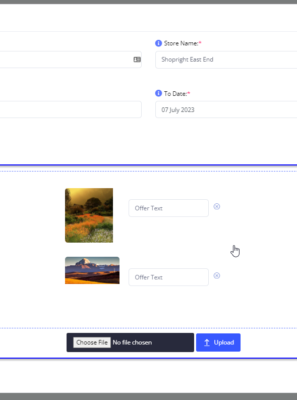 Store Name:*
Shopright East End
To Date:*
07 July 2023
Offer Text
Offer Text
Choose File No file chosen
Upload